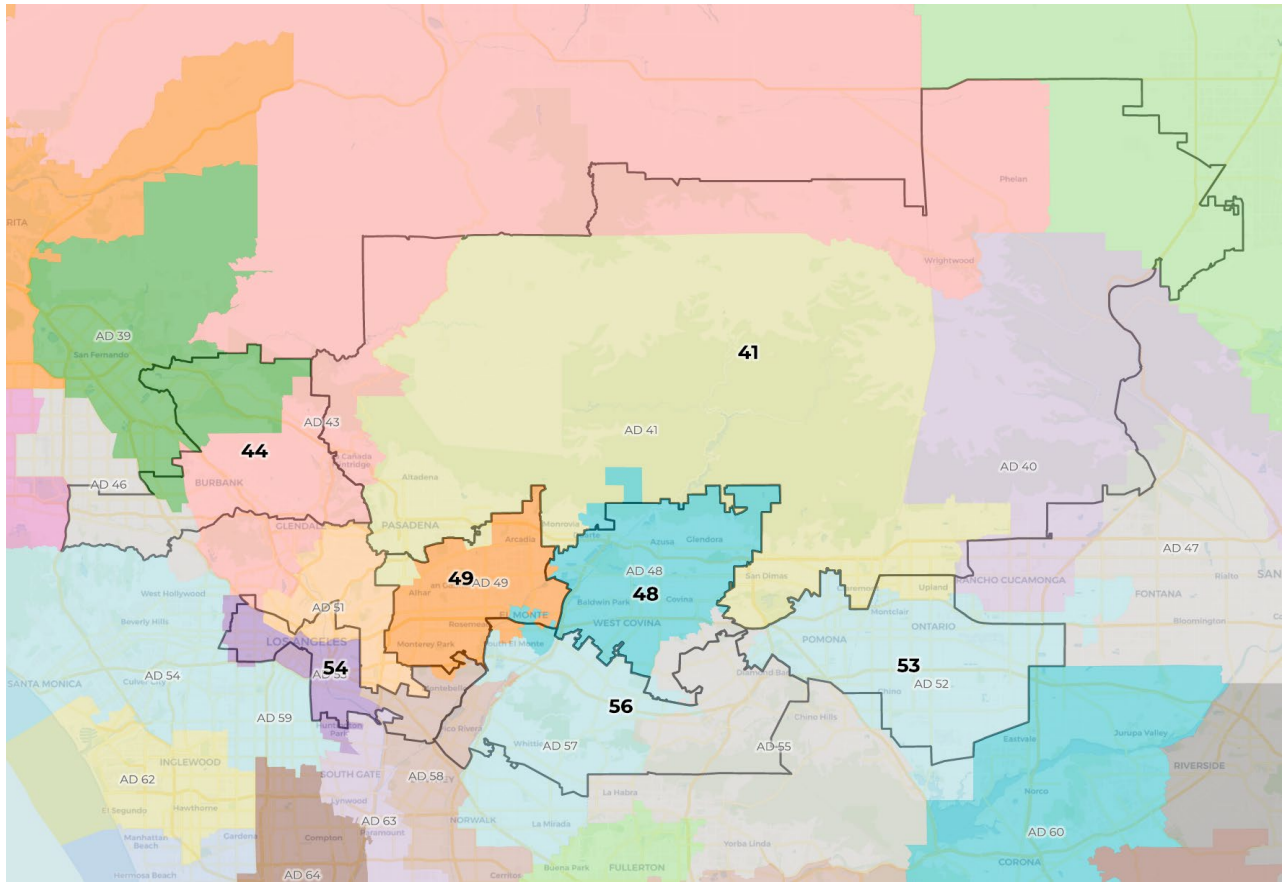 Phelan
RITA
Wrightwood
AD 39
San Fernando
41
AD 43
AD 41
44
AD 40
AD 46
BURBANK
Altadena
GLENDALE
PASADENA
Monrovia
Arcadia
Azusa
Glendora
AD 47
AD 48
49
AD 49
San Dimas
Claremont
Upland
RANCHO CUCAMONGA
Rialto
SAN
West Hollywood
48
Baldwin Park
Covina
FONTANA
Beverly Hills
AD 51
EL MONTE
WEST COVINA
Montclair
ONTARIO
Bloomington
Rosemead
LOS ANGELES
Monterey Park
South El Monte
POMONA
54
53
SANTA MONICA
Culver City
AD 54
Diamond Bar
AD 52
Chino
56
Chino Hills
AD 59
Whittier
AD 57
AD 55
Eastvale
Jurupa Valley
INGLEWOOD
RIVERSIDE
AD 62
SOUTH GATE
AD 58
El Segundo
Hawthorne
Lynwood
La Habra
Norco
NORWALK
La Mirada
AD 63
Paramount
Manhattan
Beach
Gardena
Compton
AD 60
Yorba Linda
CORONA
Buena Park
FULLERTON
Hermosa Beach
AD 64
Cerritos